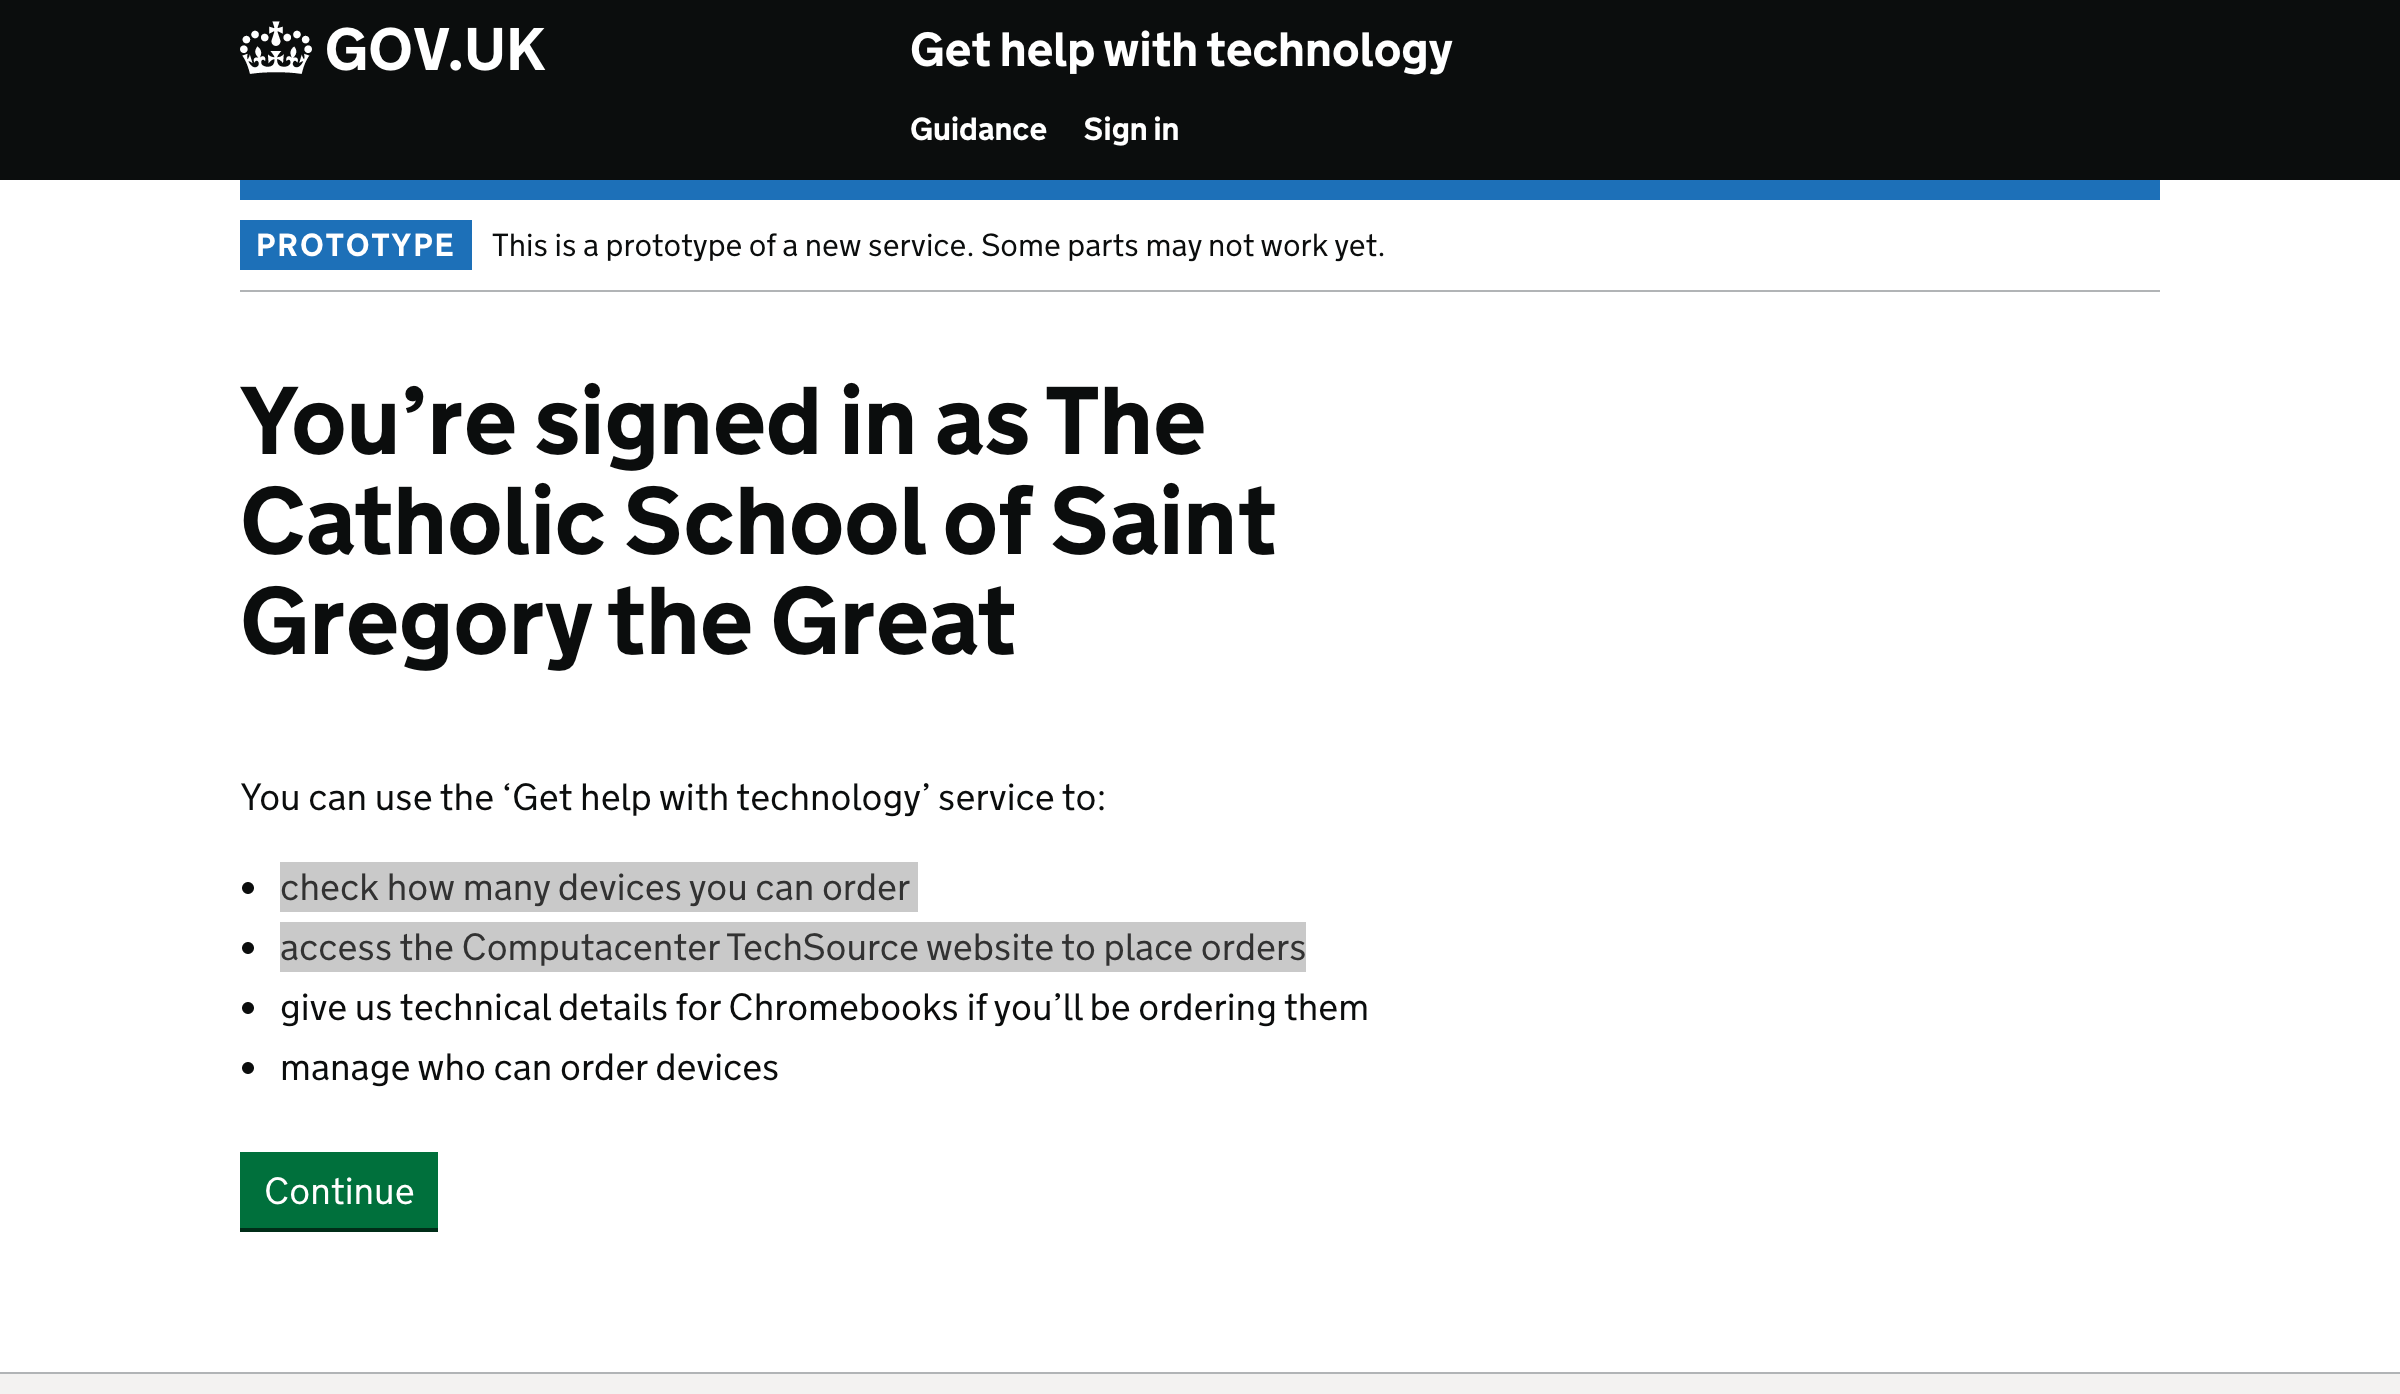 GOV.UK
Get help with technology
Guidance Sign in
PROTOTYPE This is a prototype of a new service. Some parts may not work yet.
You’re signed in as The
Catholic School of Saint
Gregory the Great
You can use the ‘Get help with technology’ service to:
• check how many devices you can order
• access the Computacenter TechSource website to place orders
• give us technical details for Chromebooks if you’ll be ordering them
• manage who can order devices
Continue